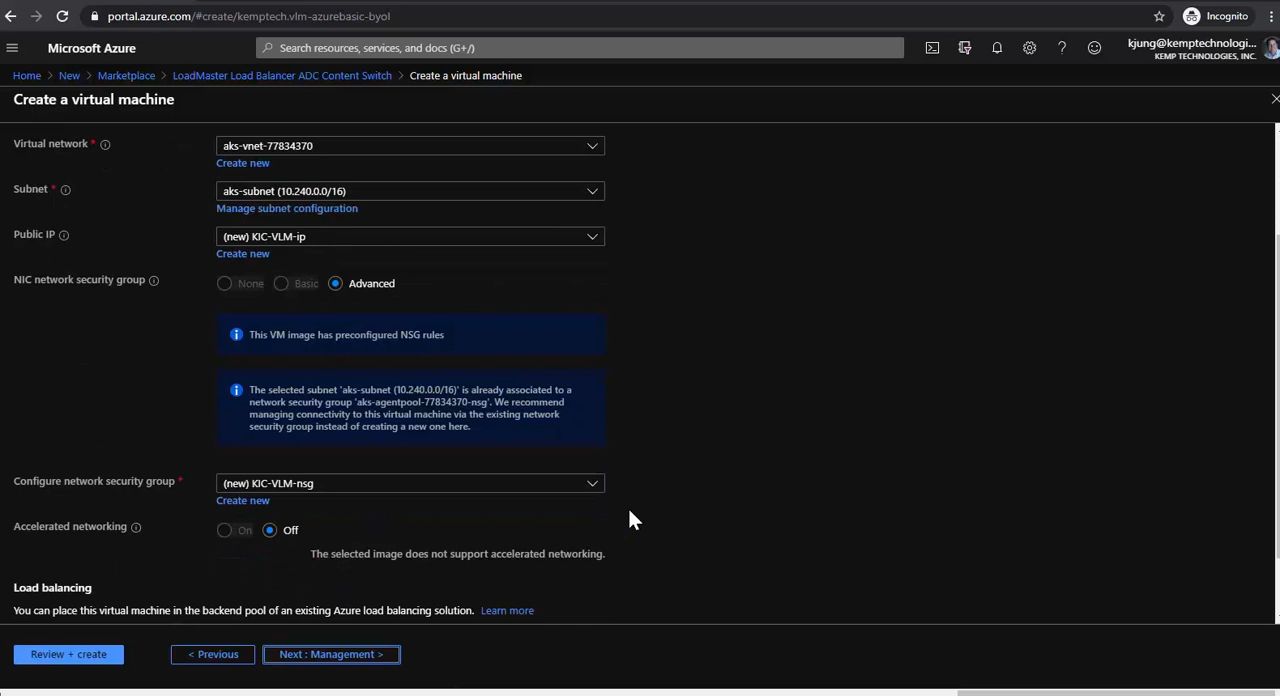 portal.azure.com/#create/kemptech.vlm-azurebasic-byol
Incognito
Microsoft Azure
Search resources, services, and docs (G+/)
kjung@kemptechnologi...
KEMP TECHNOLOGIES, INC.
Home > New > Marketplace > LoadMaster Load Balancer ADC Content Switch > Create a virtual machine
Create a virtual machine
Virtual network *
aks-vnet-77834370
Create new
Subnet *
aks-subnet (10.240.0.0/16)
Manage subnet configuration
Public IP
(new) KIC-VLM-ip
Create new
NIC network security group
None Basic Advanced
This VM image has preconfigured NSG rules
The selected subnet 'aks-subnet (10.240.0.0/16)' is already associated to a
network security group 'aks-agentpool-77834370-nsg'. We recommend
managing connectivity to this virtual machine via the existing network
security group instead of creating a new one here.
Configure network security group *
(new) KIC-VLM-nsg
Create new
Accelerated networking
On Off
The selected image does not support accelerated networking.
Load balancing
You can place this virtual machine in the backend pool of an existing Azure load balancing solution. Learn more
Review + create
< Previous
Next : Management >